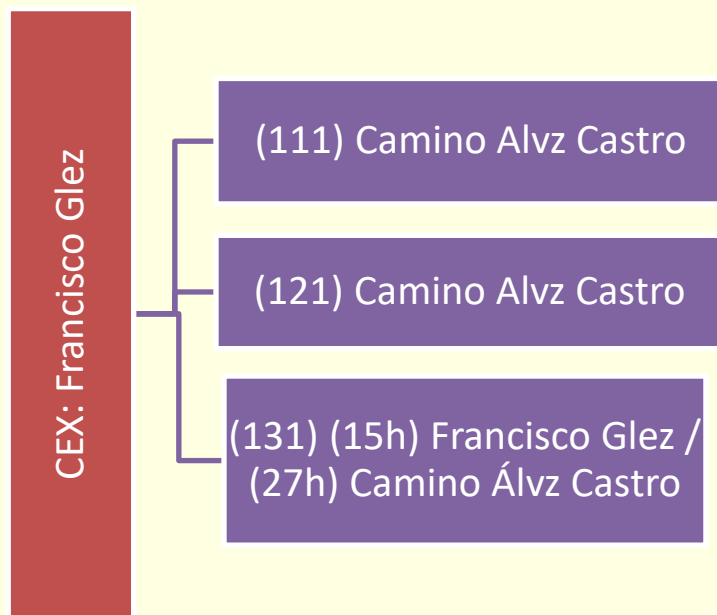 CEX: Francisco Glez
(111) Camino Alvz Castro
(121) Camino Alvz Castro
(131) (15h) Francisco Glez /
(27h) Camino Álvz Castro